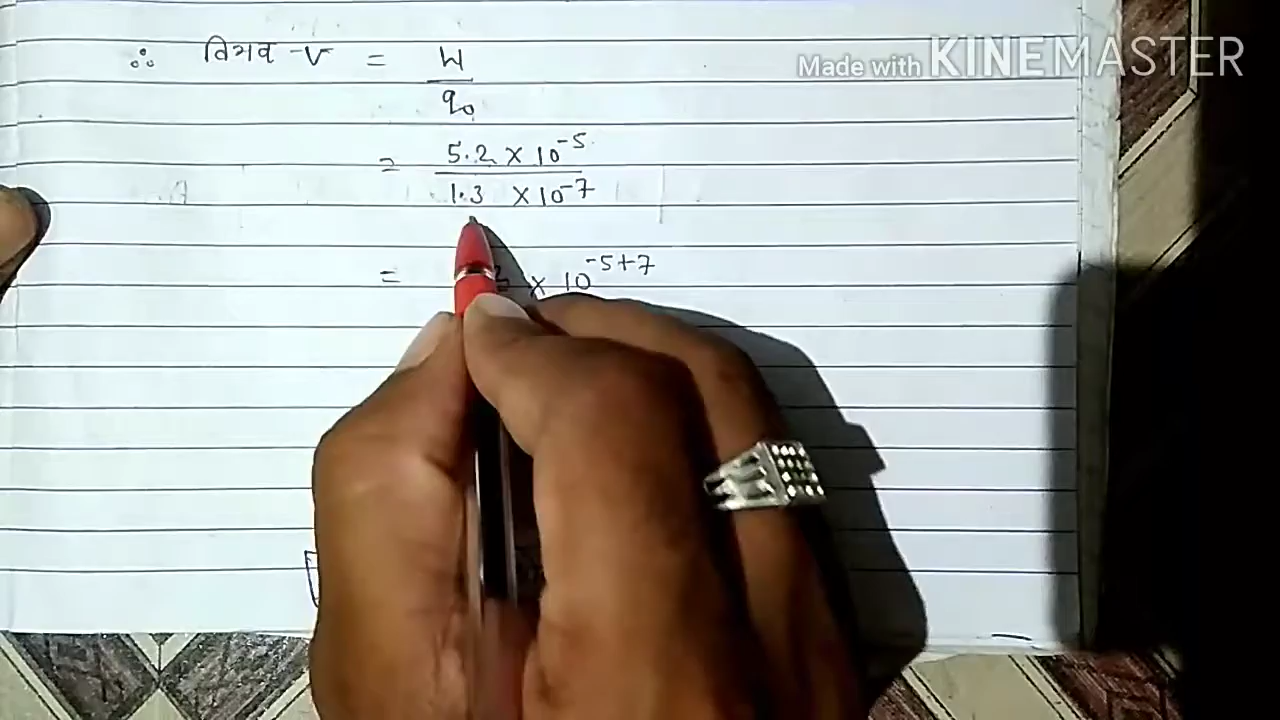 Made with KINEMASTER
∴ विभव -V = W
q₀
= 5.2 × 10⁻⁵
1.3 × 10⁻⁷
= × 10⁻⁵⁺⁷